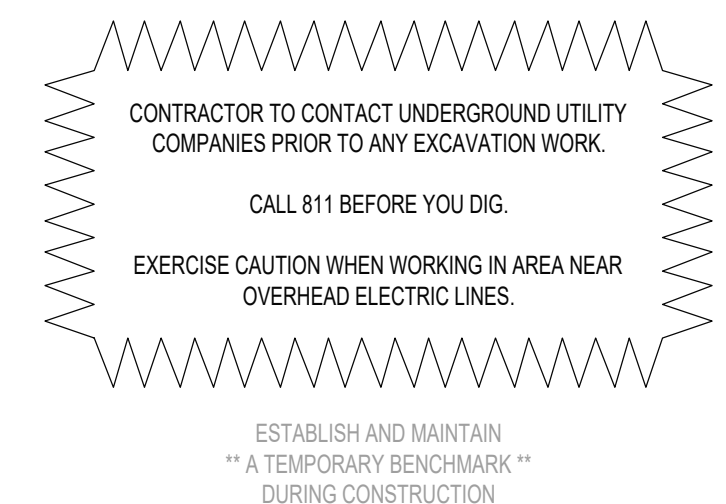 CONTRACTOR TO CONTACT UNDERGROUND UTILITY
COMPANIES PRIOR TO ANY EXCAVATION WORK.
CALL 811 BEFORE YOU DIG.
EXERCISE CAUTION WHEN WORKING IN AREA NEAR
OVERHEAD ELECTRIC LINES.
ESTABLISH AND MAINTAIN
** A TEMPORARY BENCHMARK **
DURING CONSTRUCTION